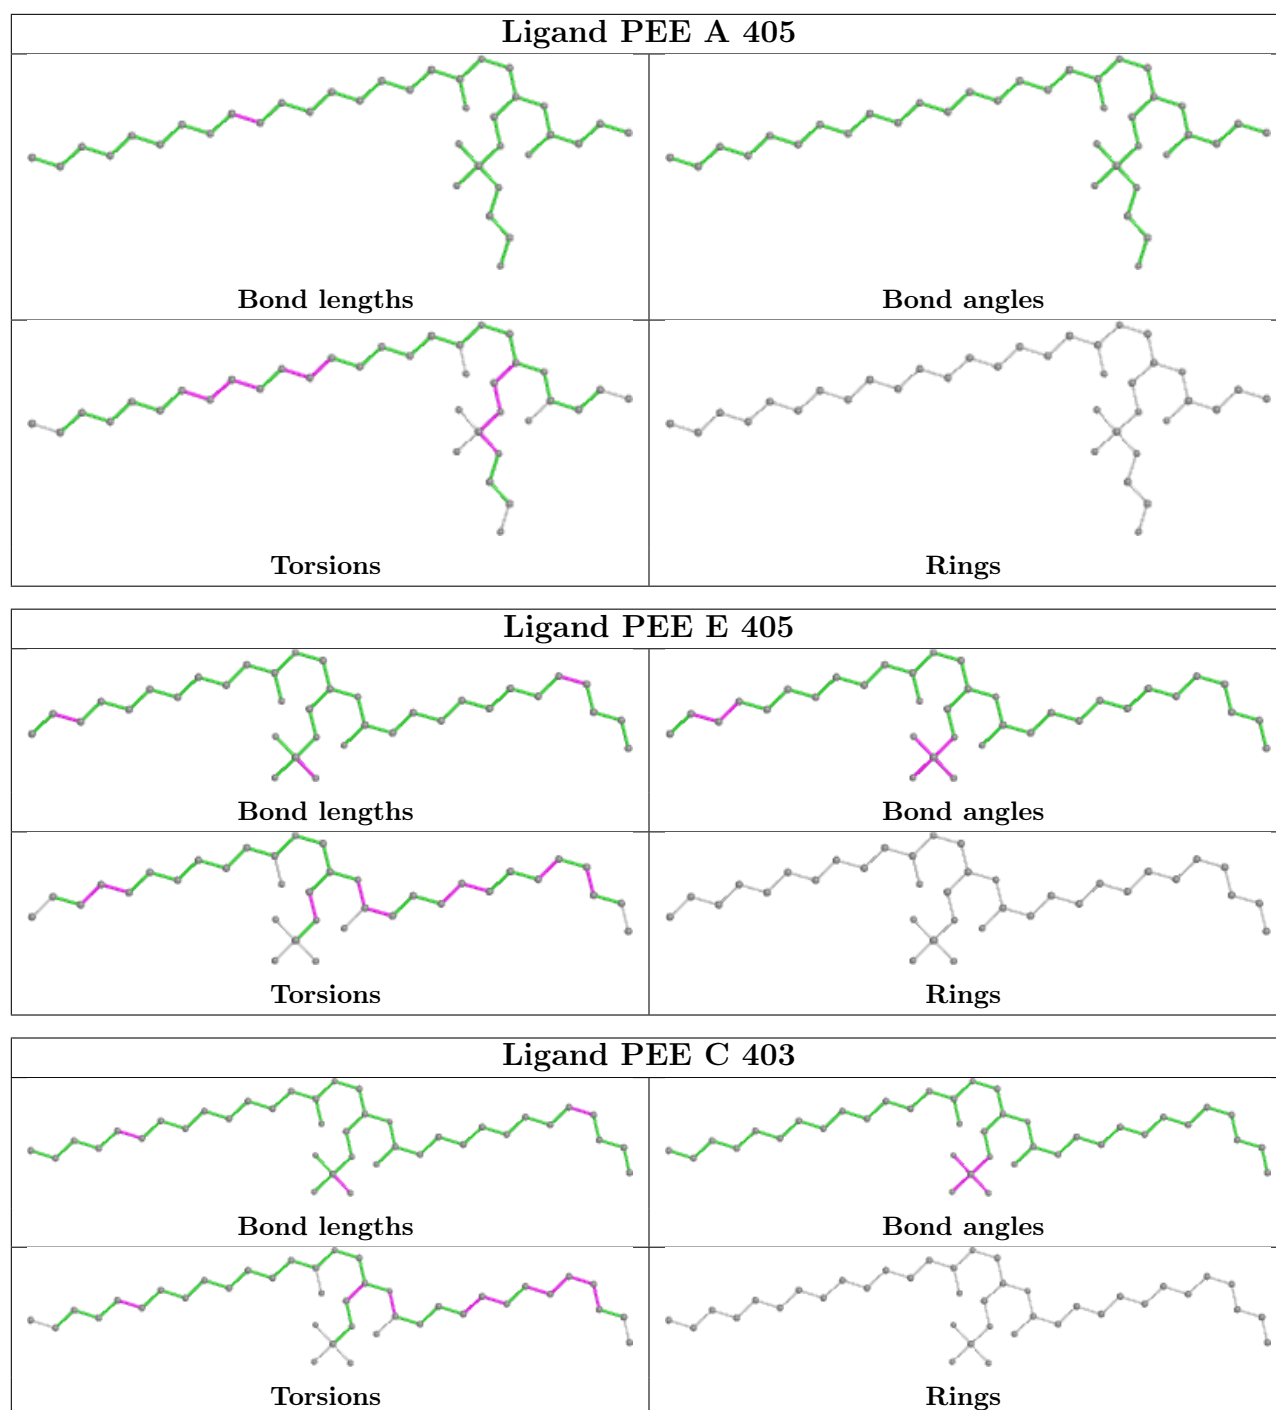 Ligand PEE A 405
Bond lengths
Bond angles
Torsions
Rings
Ligand PEE E 405
Bond lengths
Bond angles
Torsions
Rings
Ligand PEE C 403
Bond lengths
Bond angles
Torsions
Rings